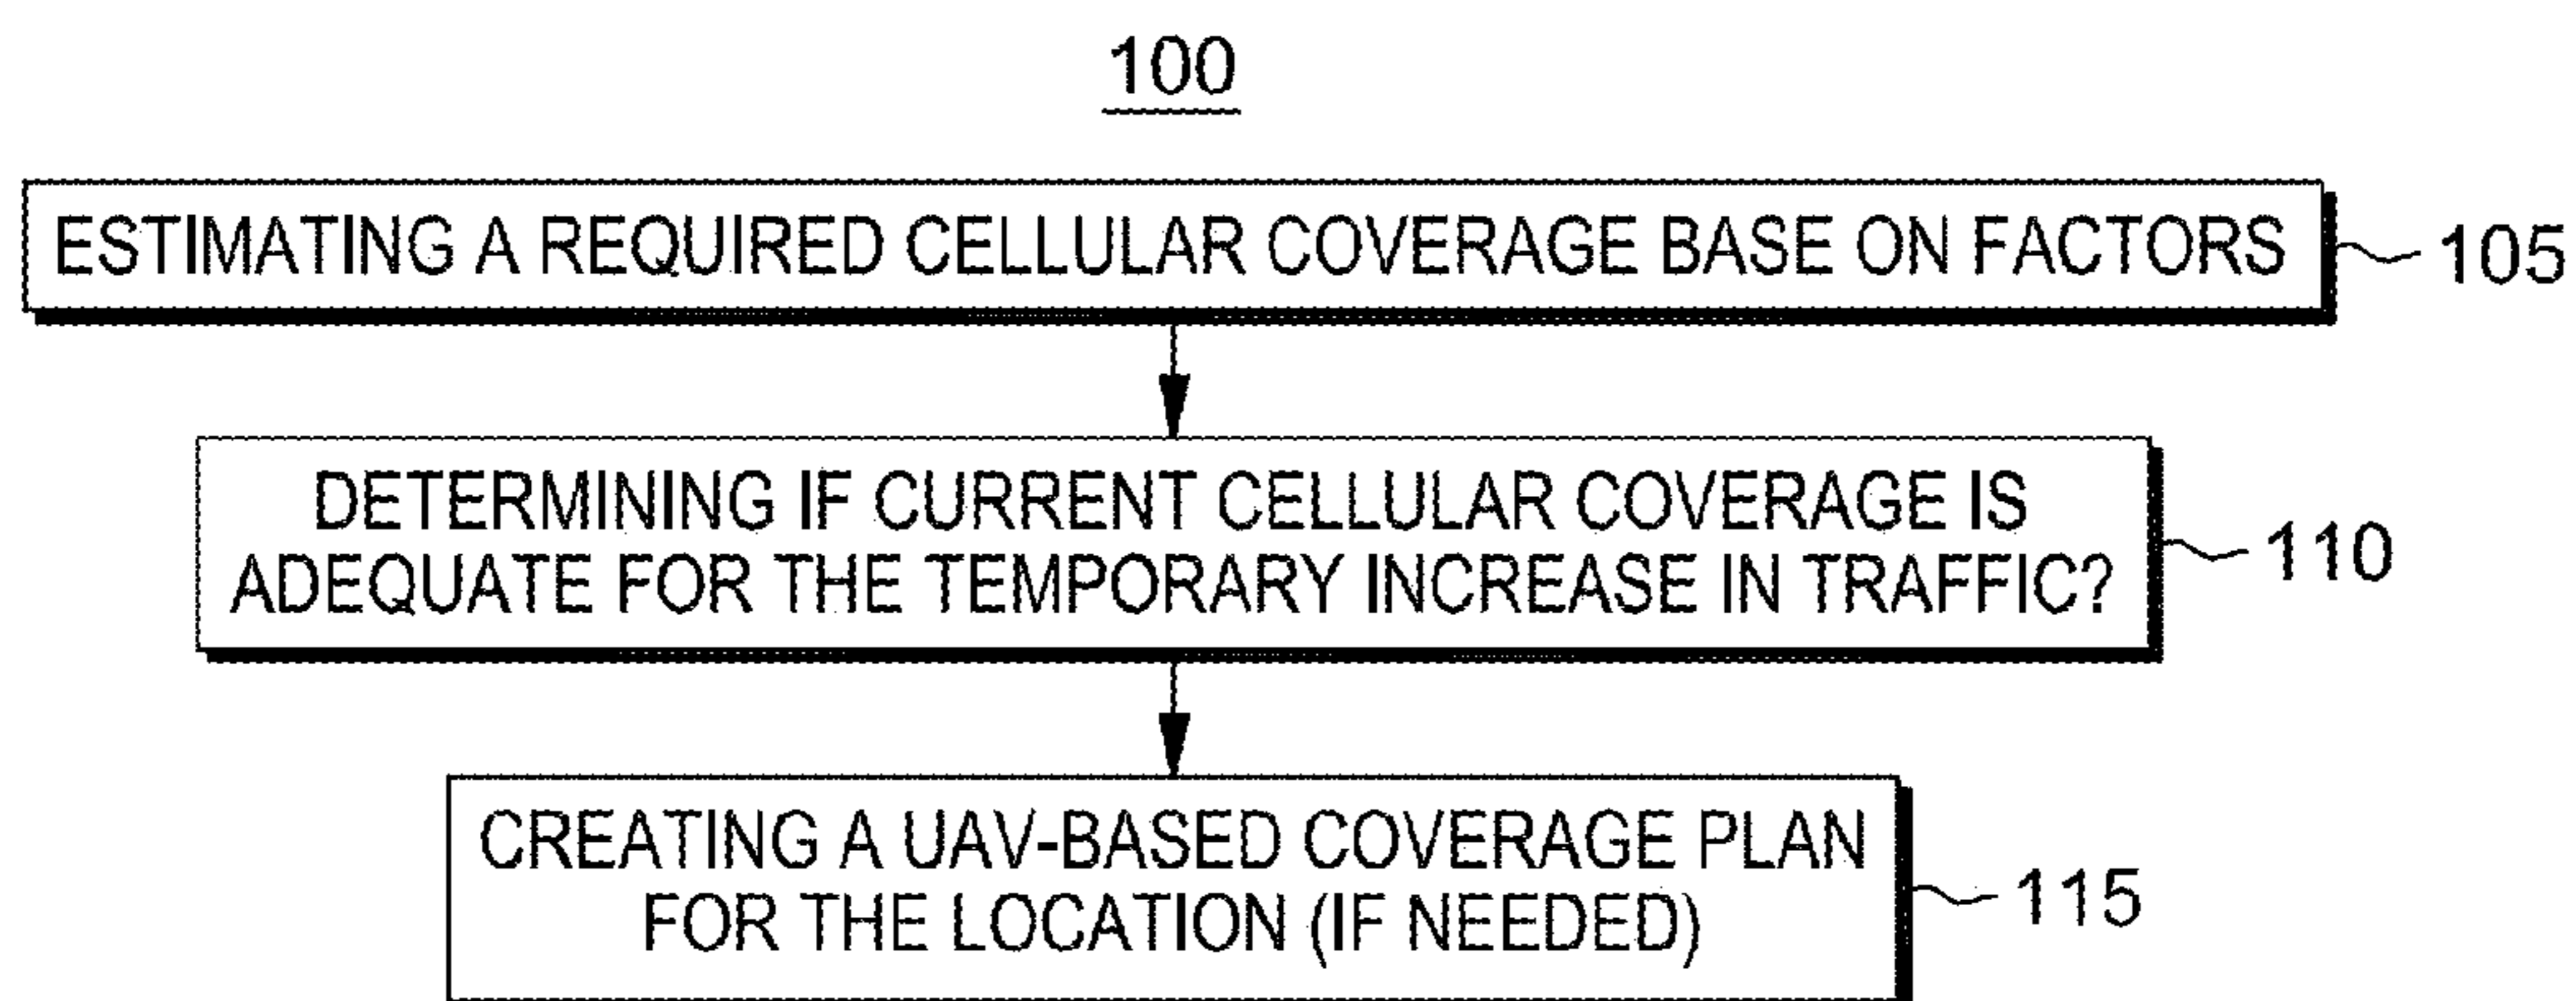 100
ESTIMATING A REQUIRED CELLULAR COVERAGE BASE ON FACTORS
105
DETERMINING IF CURRENT CELLULAR COVERAGE IS
ADEQUATE FOR THE TEMPORARY INCREASE IN TRAFFIC?
110
CREATING A UAV-BASED COVERAGE PLAN
FOR THE LOCATION (IF NEEDED)
115